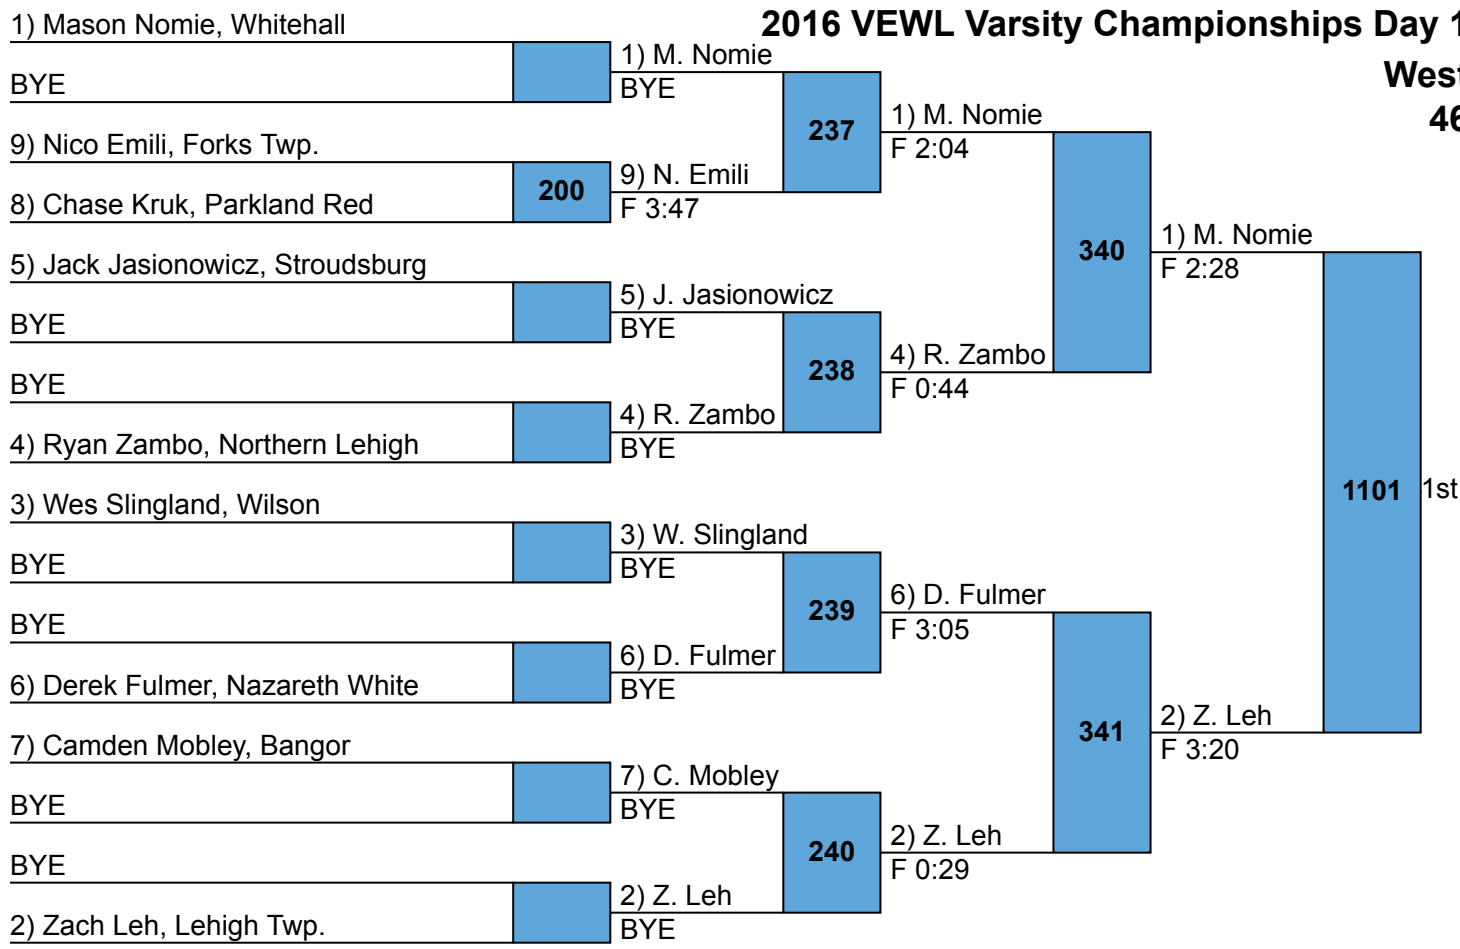 2016 VEWL Varsity Championships Day 1
West
46
1) Mason Nomie, Whitehall
BYE
9) Nico Emili, Forks Twp.
8) Chase Kruk, Parkland Red
5) Jack Jasionowicz, Stroudsburg
BYE
BYE
4) Ryan Zambo, Northern Lehigh
3) Wes Slingland, Wilson
BYE
BYE
6) Derek Fulmer, Nazareth White
7) Camden Mobley, Bangor
BYE
BYE
2) Zach Leh, Lehigh Twp.
200
1) M. Nomie
BYE
9) N. Emili
F 3:47
5) J. Jasionowicz
BYE
4) R. Zambo
BYE
3) W. Slingland
BYE
6) D. Fulmer
BYE
7) C. Mobley
BYE
2) Z. Leh
BYE
237
238
239
240
1) M. Nomie
F 2:04
4) R. Zambo
F 0:44
6) D. Fulmer
F 3:05
2) Z. Leh
F 0:29
340
341
1) M. Nomie
F 2:28
2) Z. Leh
F 3:20
1101
1st